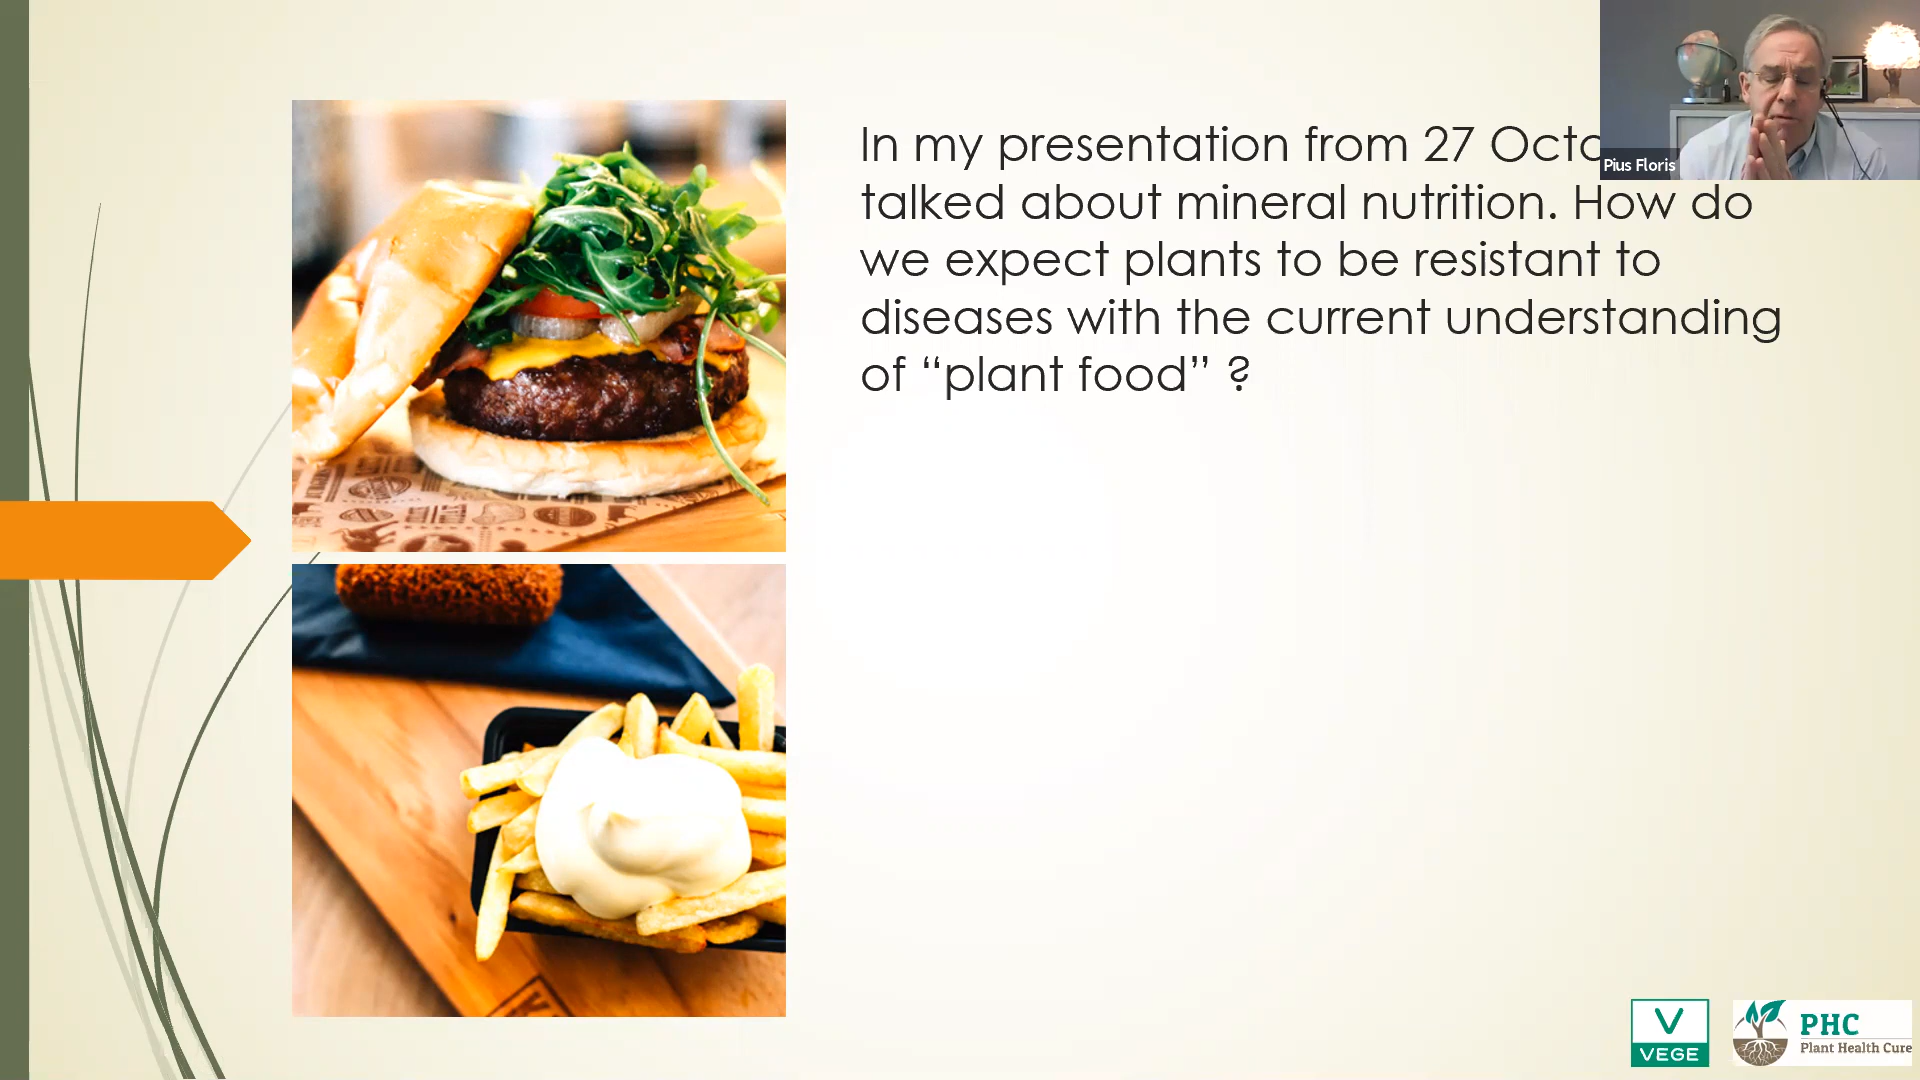 In my presentation from 27 Octo
talked about mineral nutrition. How do
we expect plants to be resistant to
diseases with the current understanding
of “plant food” ?
Pius Floris
V
VEGE
PHC
Plant Health Cure